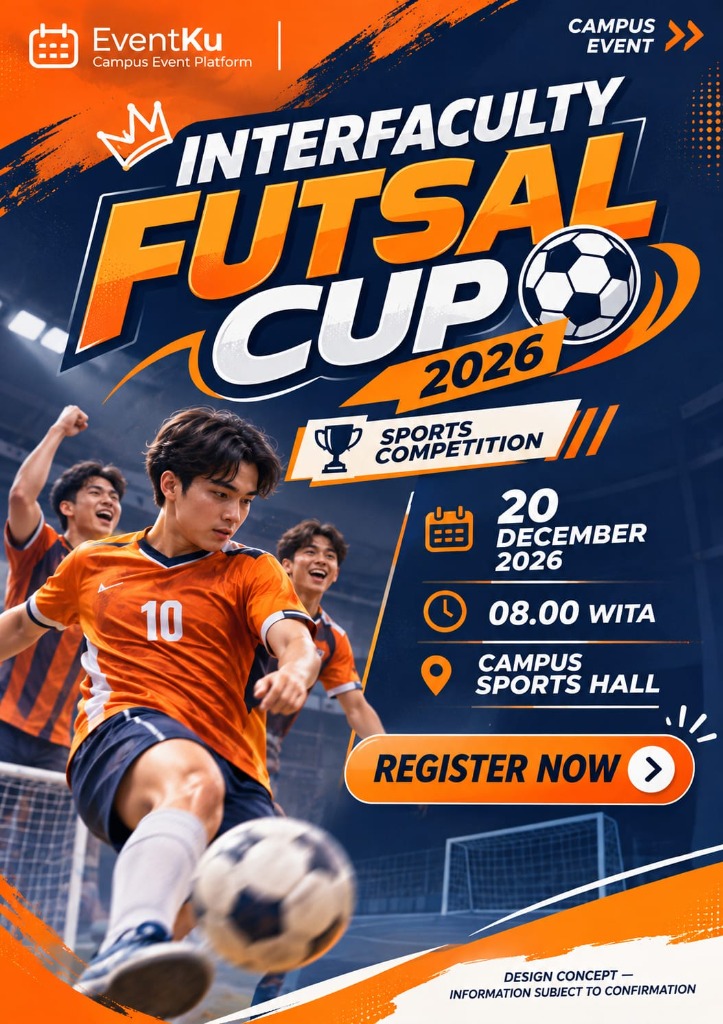 EventKu
Campus Event Platform
CAMPUS
EVENT
INTERFACULTY
FUTSAL
CUP
2026
SPORTS
COMPETITION
20
DECEMBER
2026
08.00 WITA
CAMPUS
SPORTS HALL
10
REGISTER NOW
DESIGN CONCEPT —
INFORMATION SUBJECT TO CONFIRMATION